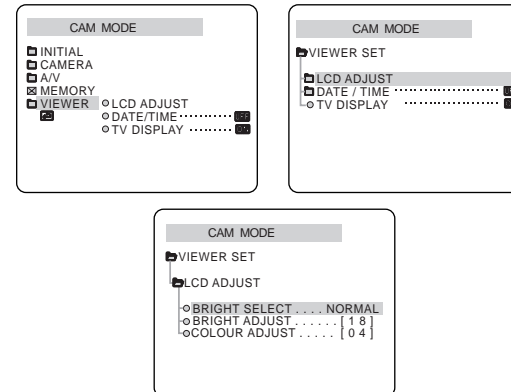 CAM MODE
INITIAL
CAMERA
A/V
MEMORY
VIEWER
LCD ADJUST
DATE/TIME ········ OFF
TV DISPLAY ········ ON
CAM MODE
VIEWER SET
LCD ADJUST
DATE / TIME ················
TV DISPLAY ················
CAM MODE
VIEWER SET
LCD ADJUST
BRIGHT SELECT . . . . NORMAL
BRIGHT ADJUST . . . . . . [ 1 8 ]
COLOUR ADJUST . . . . . [ 0 4 ]